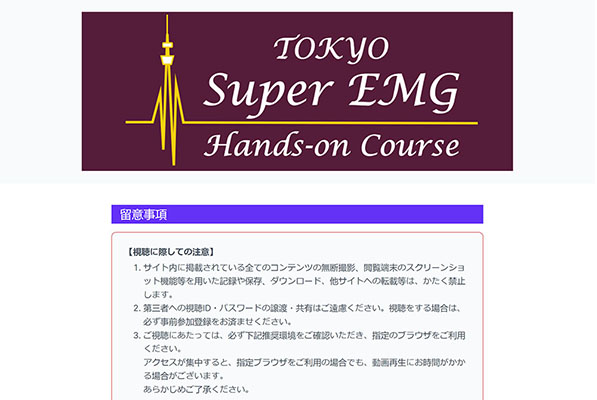 TOKYO
Super EMG
Hands-on Course
留意事項
【視聴に際しての注意】
1. サイト内に掲載されている全てのコンテンツの無断撮影、閲覧端末のスクリーンショ
ット機能等を用いた記録や保存、ダウンロード、他サイトへの転載等は、かたく禁止
します。
2. 第三者への視聴ID・パスワードの譲渡・共有はご遠慮ください。視聴をする場合は、
必ず事前参加登録をお済ませください。
3. ご視聴にあたっては、必ず下記推奨環境をご確認いただき、指定のブラウザをご利用
ください。
アクセスが集中すると、指定ブラウザをご利用の場合でも、動画再生にお時間がかか
る場合がございます。
あらかじめご了承ください。